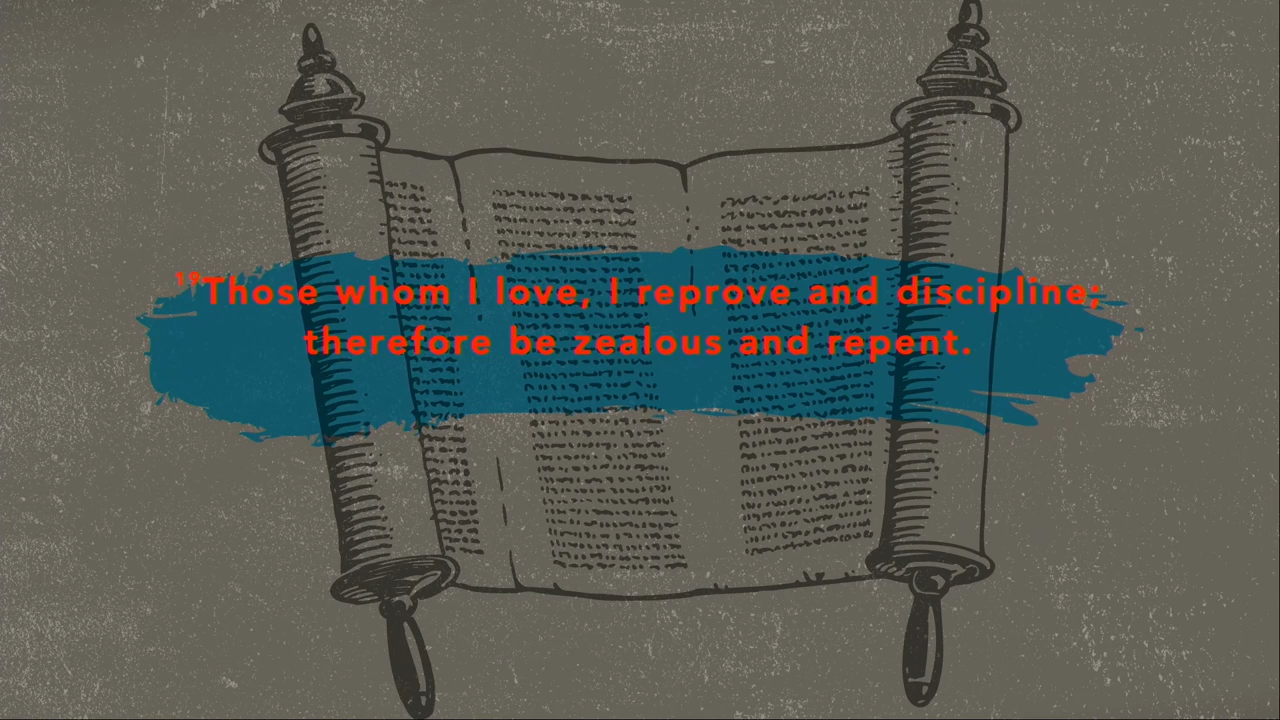 ¹⁹Those whom I love, I reprove and discipline;
therefore be zealous and repent.